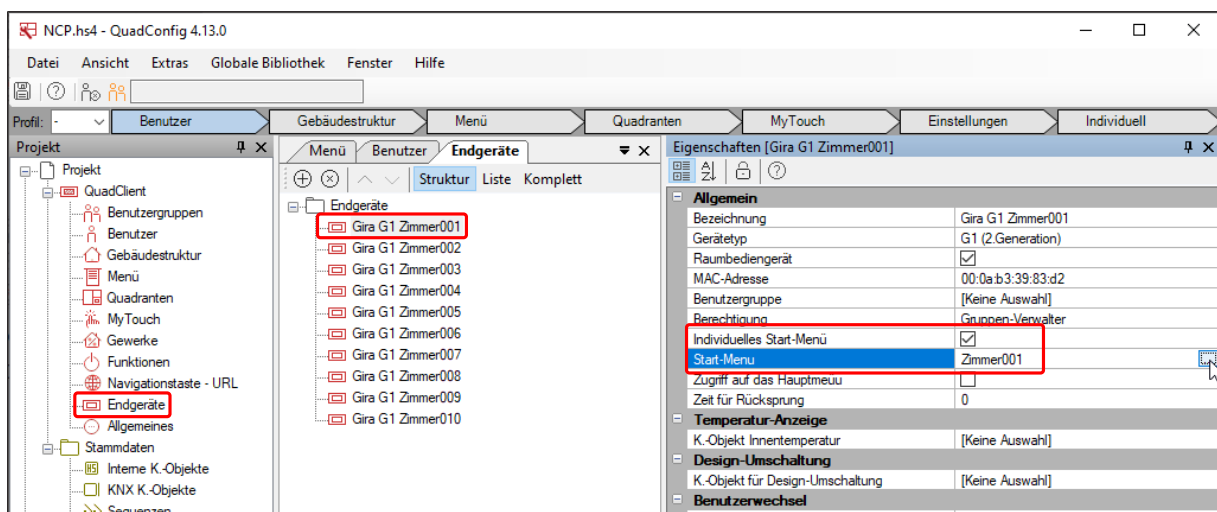 NCP.hs4 - QuadConfig 4.13.0
Datei Ansicht Extras Globale Bibliothek Fenster Hilfe
Profil: - Benutzer Gebäudestruktur Menü Quadranten MyTouch Einstellungen Individuell
Projekt
Projekt
QuadClient
Benutzergruppen
Benutzer
Gebäudestruktur
Menü
Quadranten
MyTouch
Gewerke
Funktionen
Navigationstaste - URL
Endgeräte
Allgemeines
Stammdaten
Interne K.-Objekte
KNX K.-Objekte
Sequenzen
Menü Benutzer Endgeräte
Struktur Liste Komplett
Endgeräte
Gira G1 Zimmer001
Gira G1 Zimmer002
Gira G1 Zimmer003
Gira G1 Zimmer004
Gira G1 Zimmer005
Gira G1 Zimmer006
Gira G1 Zimmer007
Gira G1 Zimmer008
Gira G1 Zimmer009
Gira G1 Zimmer010
Eigenschaften [Gira G1 Zimmer001]
Allgemein
Bezeichnung Gira G1 Zimmer001
Gerätetyp G1 (2.Generation)
Raumbediengerät
MAC-Adresse 00:0a:b3:39:83:d2
Benutzergruppe [Keine Auswahl]
Berechtigung Gruppen-Verwalter
Individuelles Start-Menü
Start-Menu Zimmer001 ...
Zugriff auf das Hauptmeüu
Zeit für Rücksprung 0
Temperatur-Anzeige
K.-Objekt Innentemperatur [Keine Auswahl]
Design-Umschaltung
K.-Objekt für Design-Umschaltung [Keine Auswahl]
Benutzerwechsel